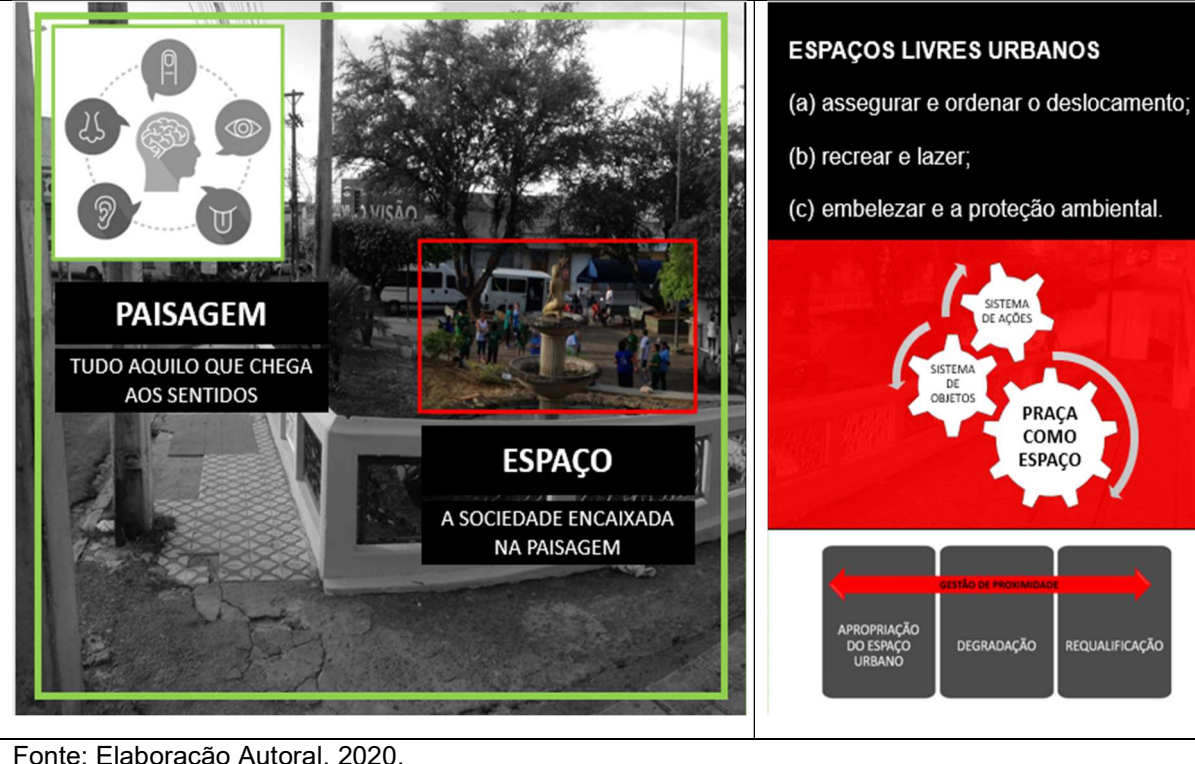 VISÃO
PAISAGEM
TUDO AQUILO QUE CHEGA
AOS SENTIDOS
ESPAÇO
A SOCIEDADE ENCAIXADA
NA PAISAGEM
ESPAÇOS LIVRES URBANOS
(a) assegurar e ordenar o deslocamento;
(b) recrear e lazer;
(c) embelezar e a proteção ambiental.
SISTEMA
DE AÇÕES
SISTEMA
DE
OBJETOS
PRAÇA
COMO
ESPAÇO
GESTÃO DE PROXIMIDADE
APROPRIAÇÃO
DO ESPAÇO
URBANO
DEGRADAÇÃO
REQUALIFICAÇÃO
Fonte: Elaboração Autoral, 2020.